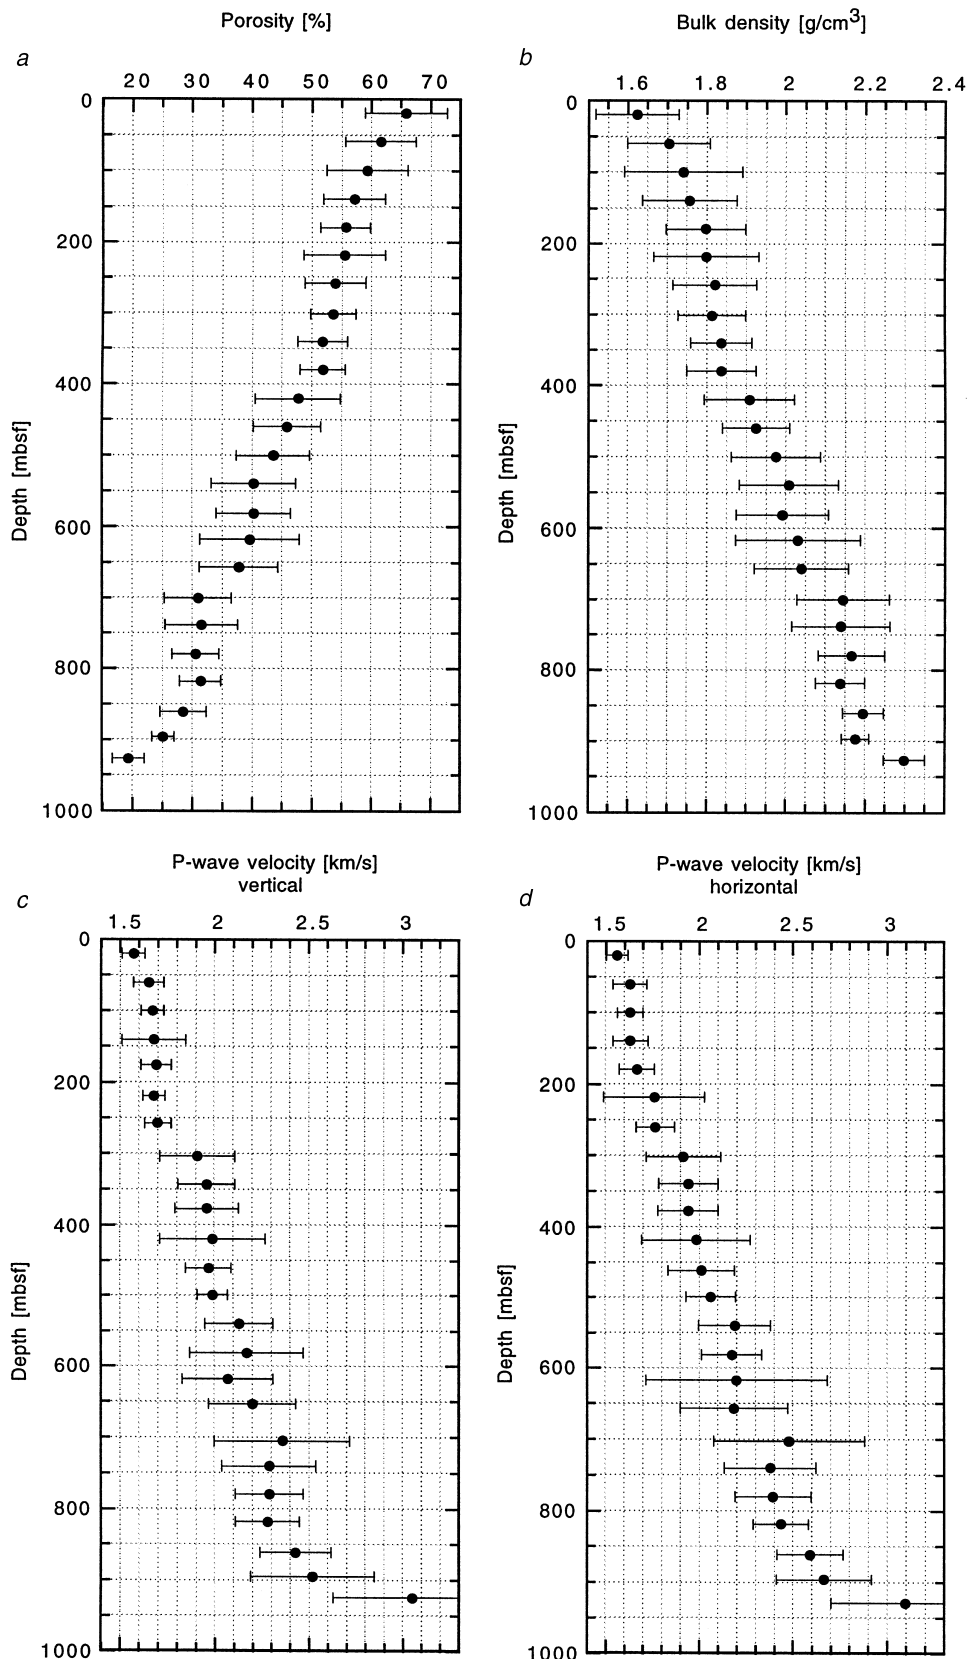 Porosity [%]
a
20 30 40 50 60 70
0
200
400
600
800
1000
Depth [mbsf]
Bulk density [g/cm3]
b
1.6 1.8 2 2.2 2.4
0
200
400
600
800
1000
Depth [mbsf]
P-wave velocity [km/s]
vertical
c
1.5 2 2.5 3
0
200
400
600
800
1000
Depth [mbsf]
P-wave velocity [km/s]
horizontal
d
1.5 2 2.5 3
0
200
400
600
800
1000
Depth [mbsf]